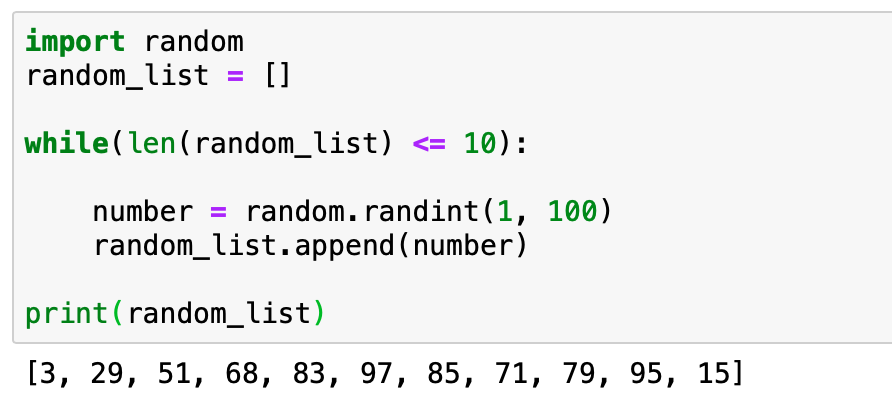 import random
random_list = []
while(len(random_list) <= 10):
    number = random.randint(1, 100)
    random_list.append(number)
print(random_list)
[3, 29, 51, 68, 83, 97, 85, 71, 79, 95, 15]